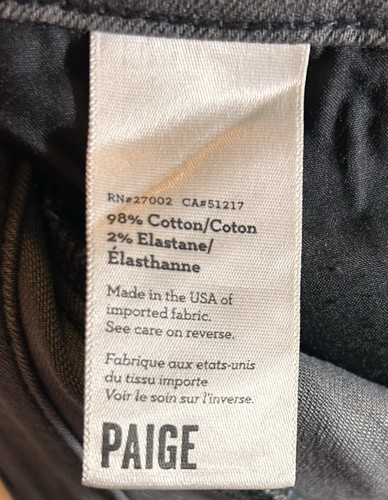 RN#27002 CA#51217
98% Cotton/Coton
2% Elastane/
Élasthanne
Made in the USA of
imported fabric.
See care on reverse.
Fabrique aux etats-unis
du tissu importe
Voir le soin sur l'inverse.
PAIGE